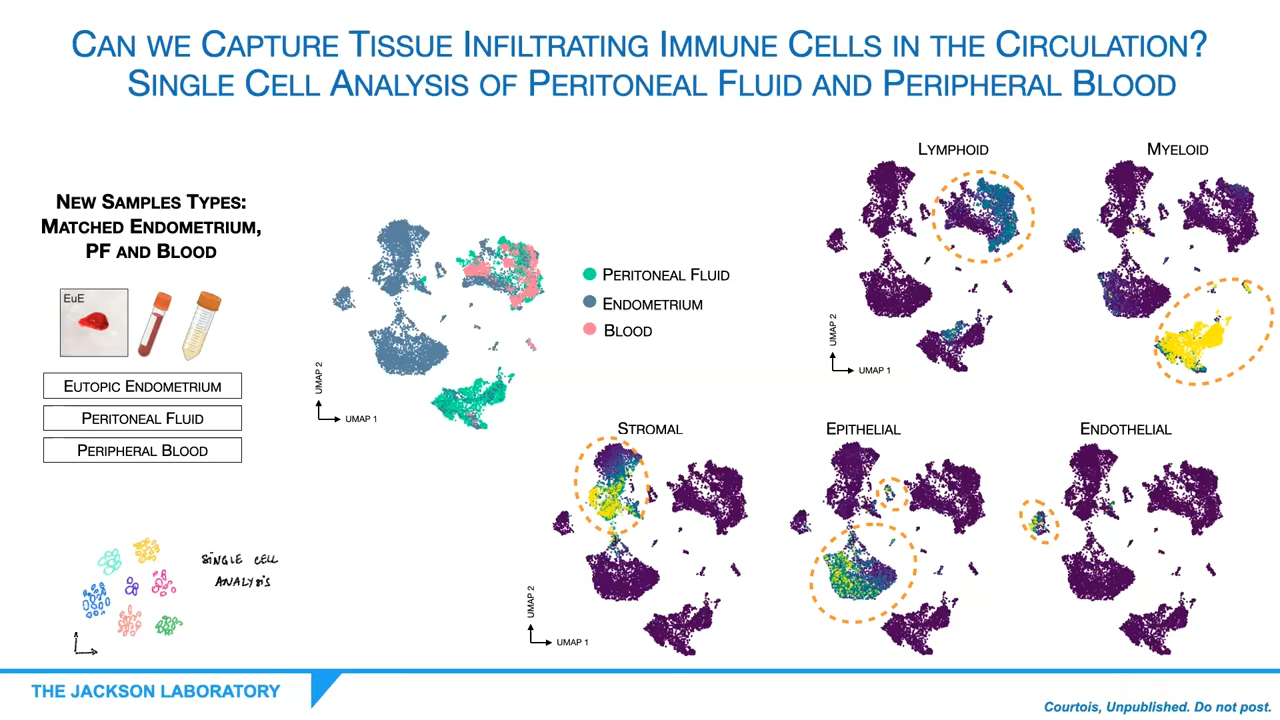 CAN WE CAPTURE TISSUE INFILTRATING IMMUNE CELLS IN THE CIRCULATION?
SINGLE CELL ANALYSIS OF PERITONEAL FLUID AND PERIPHERAL BLOOD
NEW SAMPLES TYPES:
MATCHED ENDOMETRIUM,
PF AND BLOOD
EuE
EUTOPIC ENDOMETRIUM
PERITONEAL FLUID
PERIPHERAL BLOOD
SINGLE CELL
ANALYSIS
UMAP 2
UMAP 1
PERITONEAL FLUID
ENDOMETRIUM
BLOOD
LYMPHOID
MYELOID
UMAP 2
UMAP 1
STROMAL
EPITHELIAL
ENDOTHELIAL
UMAP 2
UMAP 1
THE JACKSON LABORATORY
Courtois, Unpublished. Do not post.